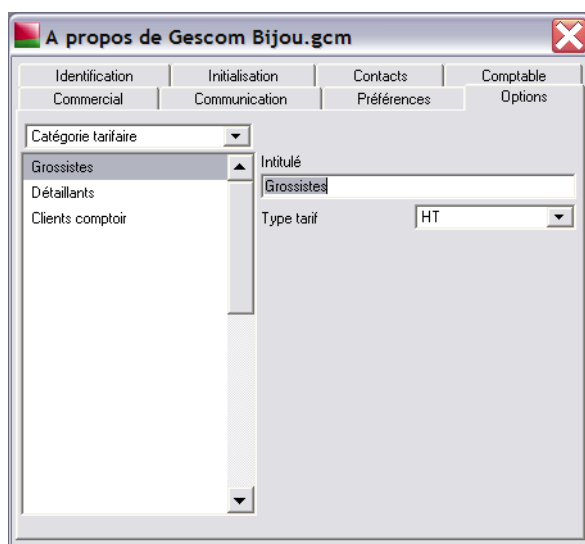 A propos de Gescom Bijou.gcm
Identification Initialisation Contacts Comptable
Commercial Communication Préférences Options
Catégorie tarifaire
Grossistes
Détaillants
Clients comptoir
Intitulé
Grossistes
Type tarif HT